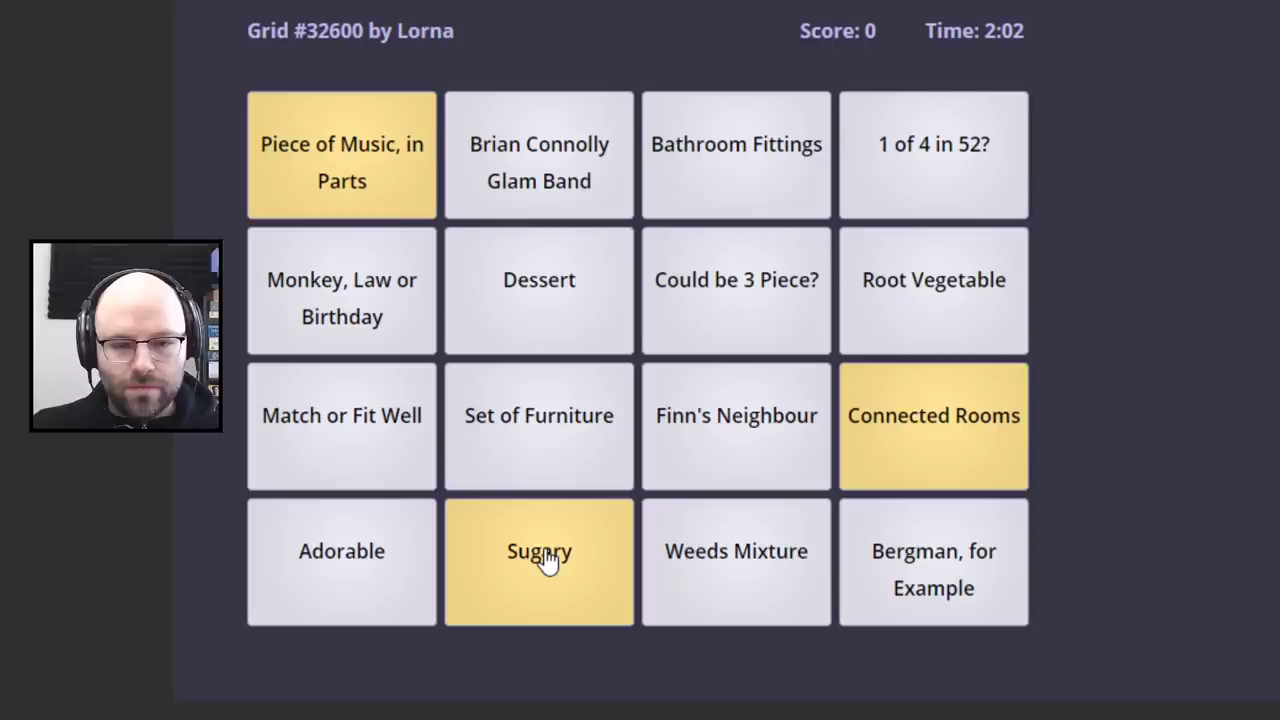 Grid #32600 by Lorna
Score: 0
Time: 2:02
Piece of Music, in
Parts
Brian Connolly
Glam Band
Bathroom Fittings
1 of 4 in 52?
Monkey, Law or
Birthday
Dessert
Could be 3 Piece?
Root Vegetable
Match or Fit Well
Set of Furniture
Finn's Neighbour
Connected Rooms
Adorable
Sugary
Weeds Mixture
Bergman, for
Example